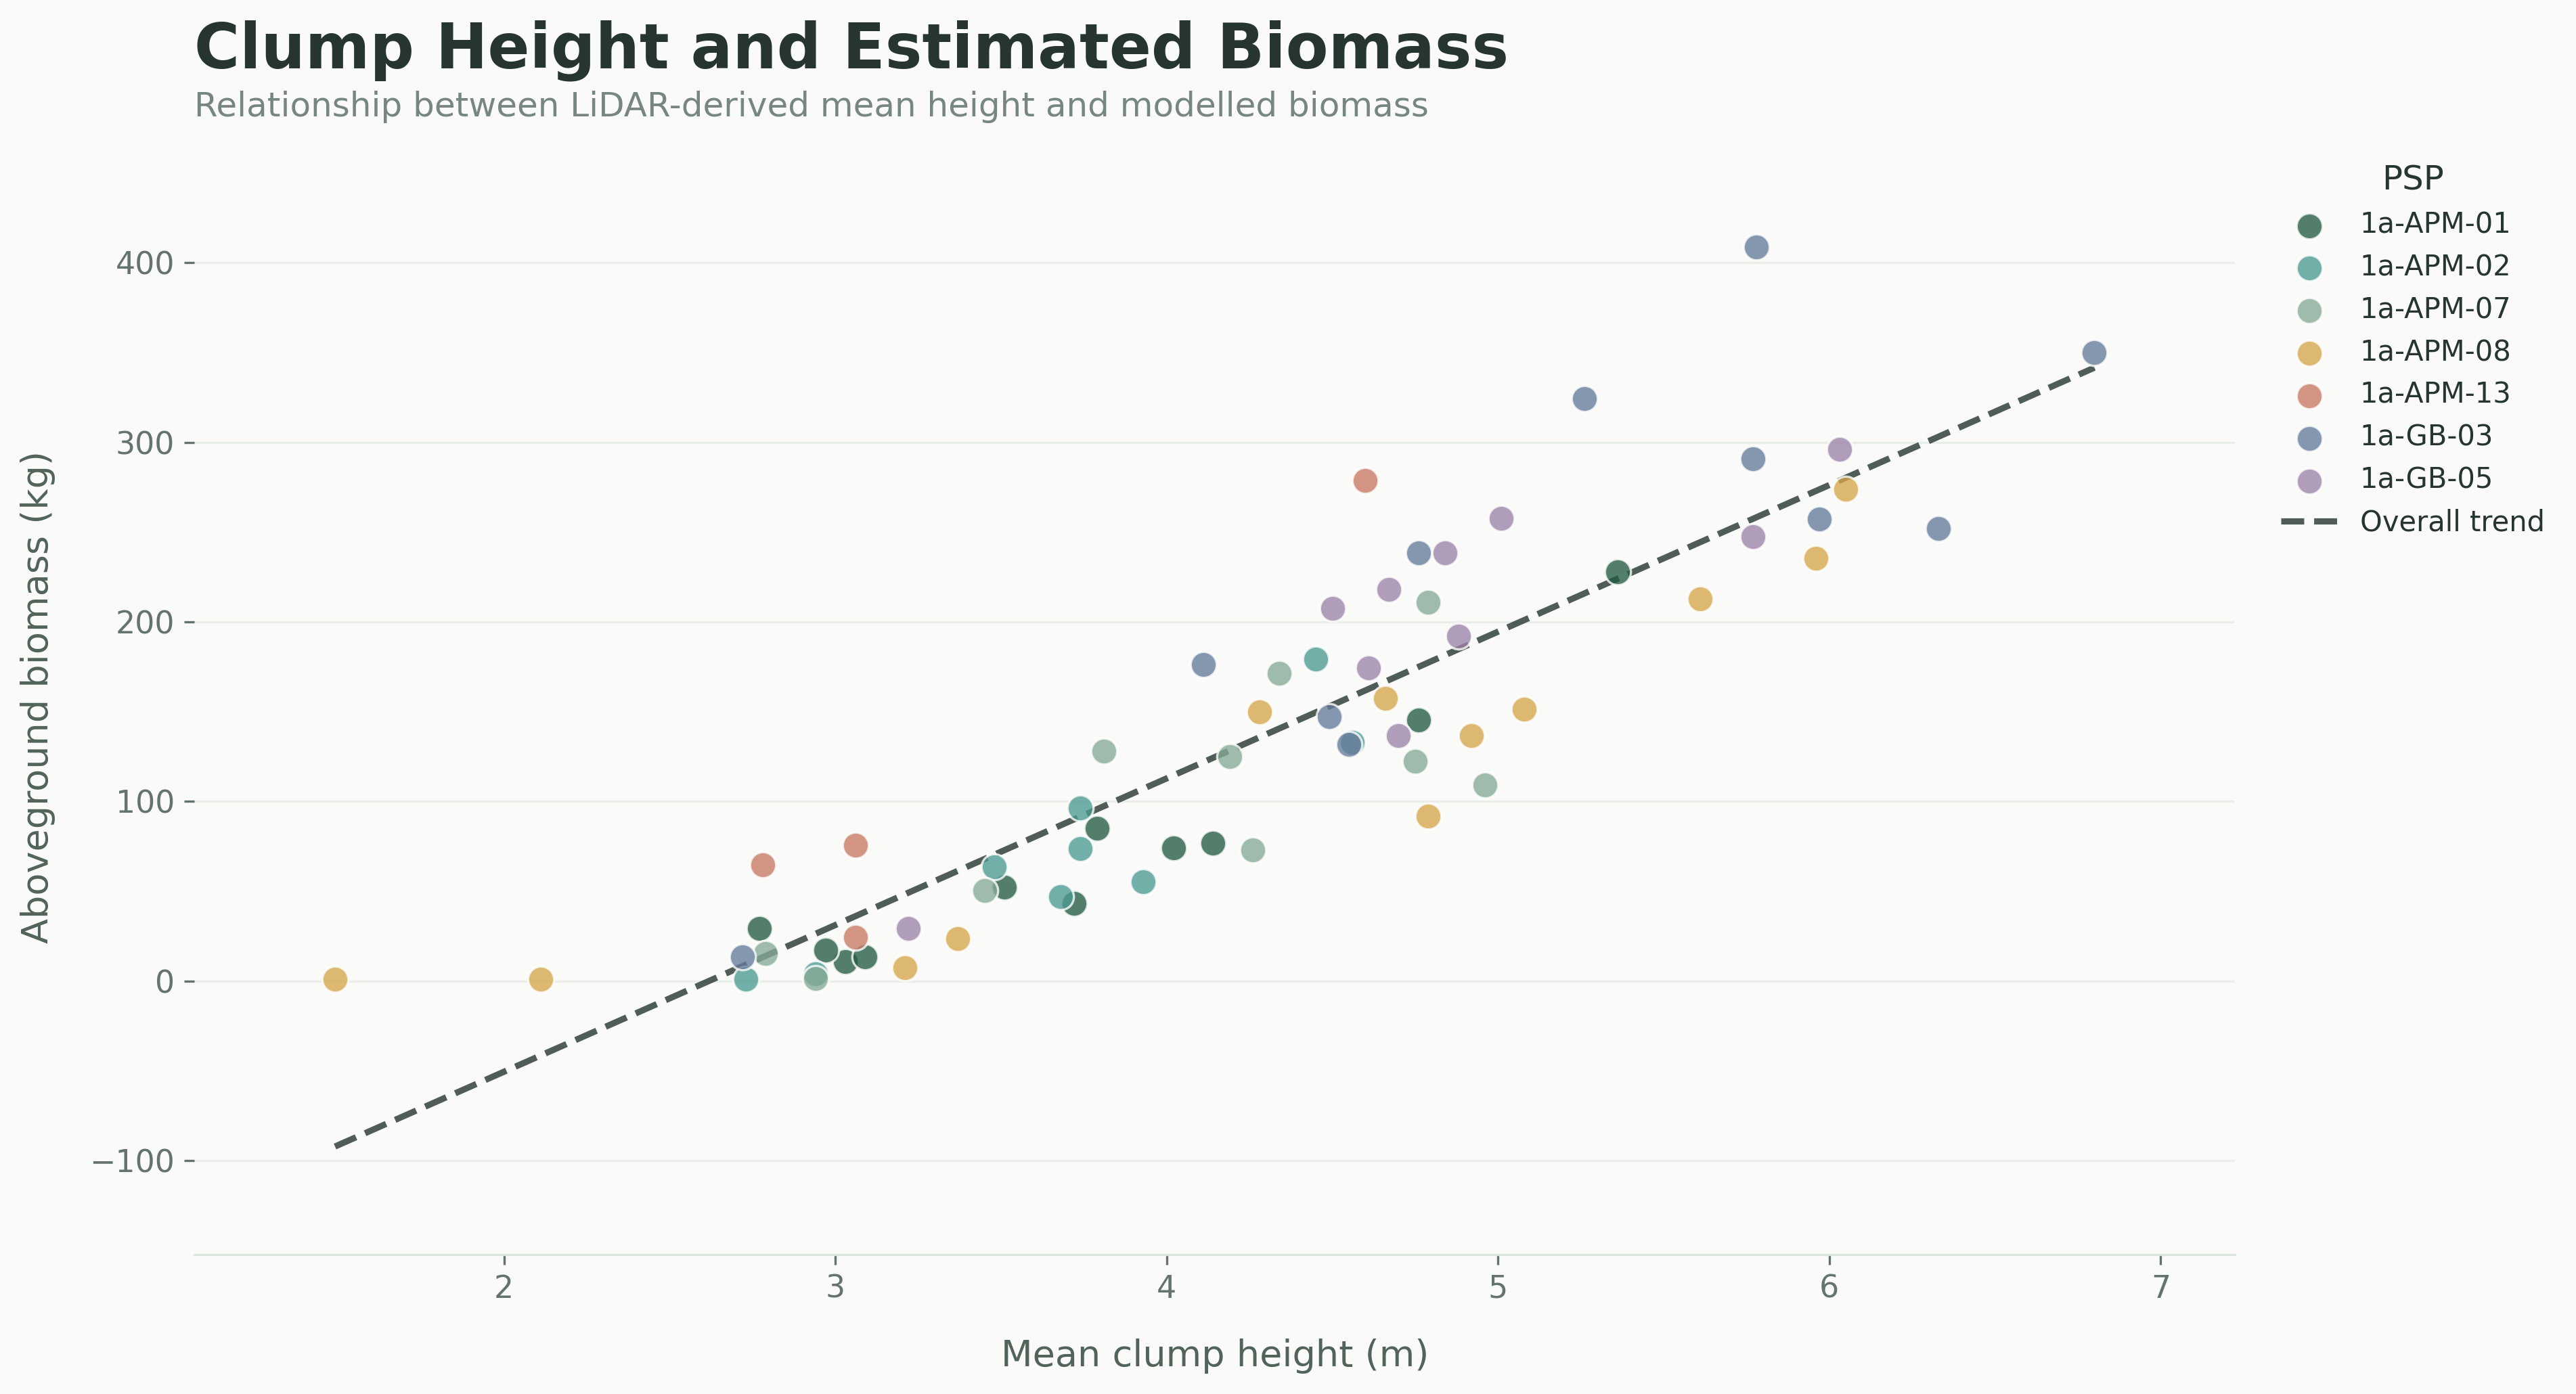 Clump Height and Estimated Biomass
Relationship between LiDAR-derived mean height and modelled biomass
PSP
1a-APM-01
1a-APM-02
1a-APM-07
1a-APM-08
1a-APM-13
1a-GB-03
1a-GB-05
Overall trend
Aboveground biomass (kg)
400
300
200
100
0
−100
2 3 4 5 6 7
Mean clump height (m)